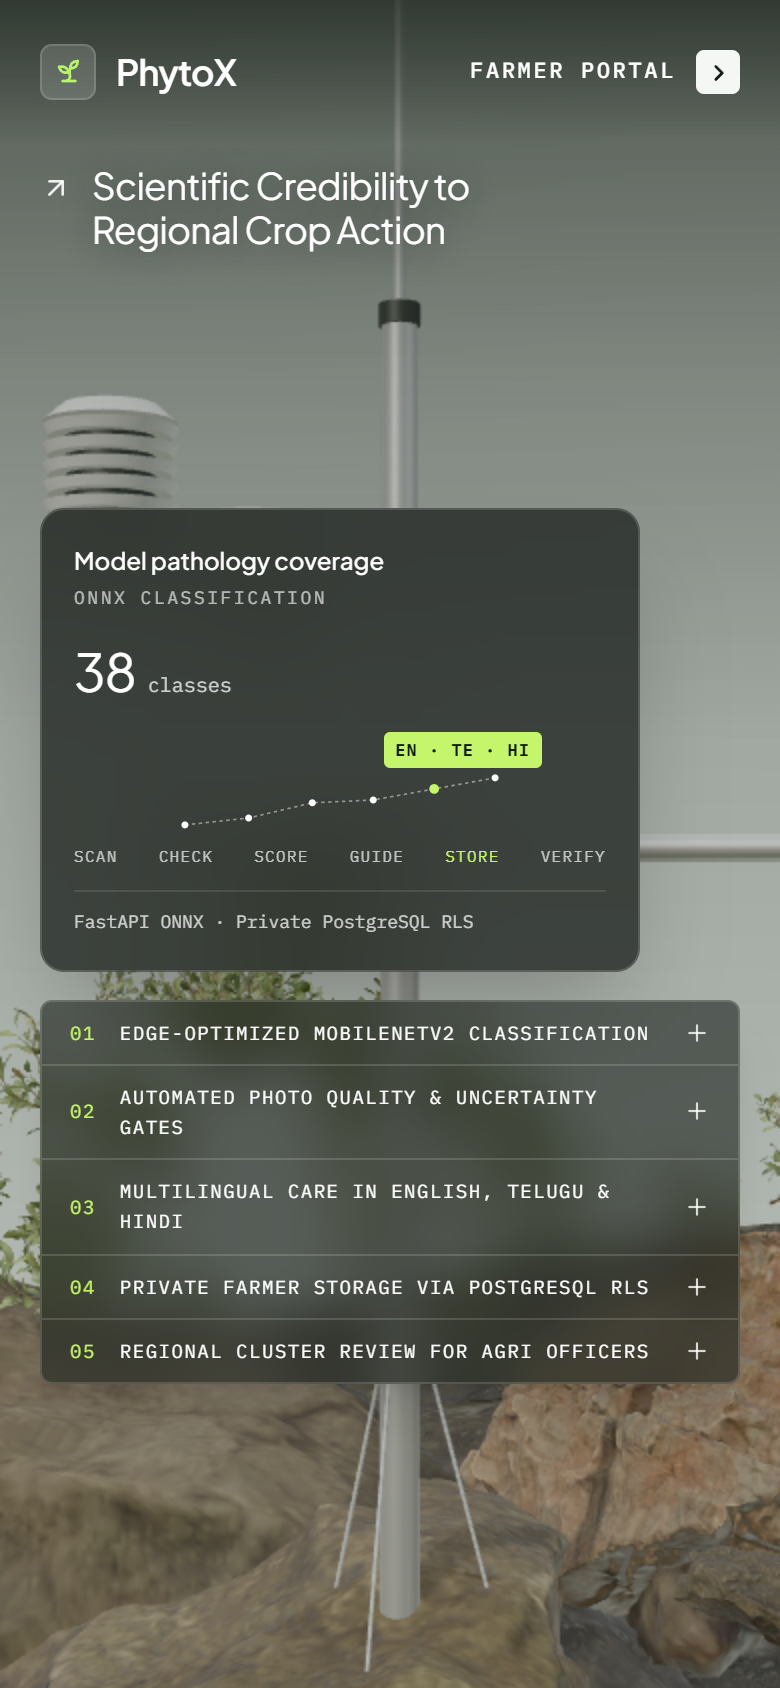 PhytoX
FARMER PORTAL
Scientific Credibility to
Regional Crop Action
Model pathology coverage
ONNX CLASSIFICATION
38 classes
EN · TE · HI
SCAN CHECK SCORE GUIDE STORE VERIFY
FastAPI ONNX · Private PostgreSQL RLS
01 EDGE-OPTIMIZED MOBILENETV2 CLASSIFICATION
02 AUTOMATED PHOTO QUALITY & UNCERTAINTY
GATES
03 MULTILINGUAL CARE IN ENGLISH, TELUGU &
HINDI
04 PRIVATE FARMER STORAGE VIA POSTGRESQL RLS
05 REGIONAL CLUSTER REVIEW FOR AGRI OFFICERS